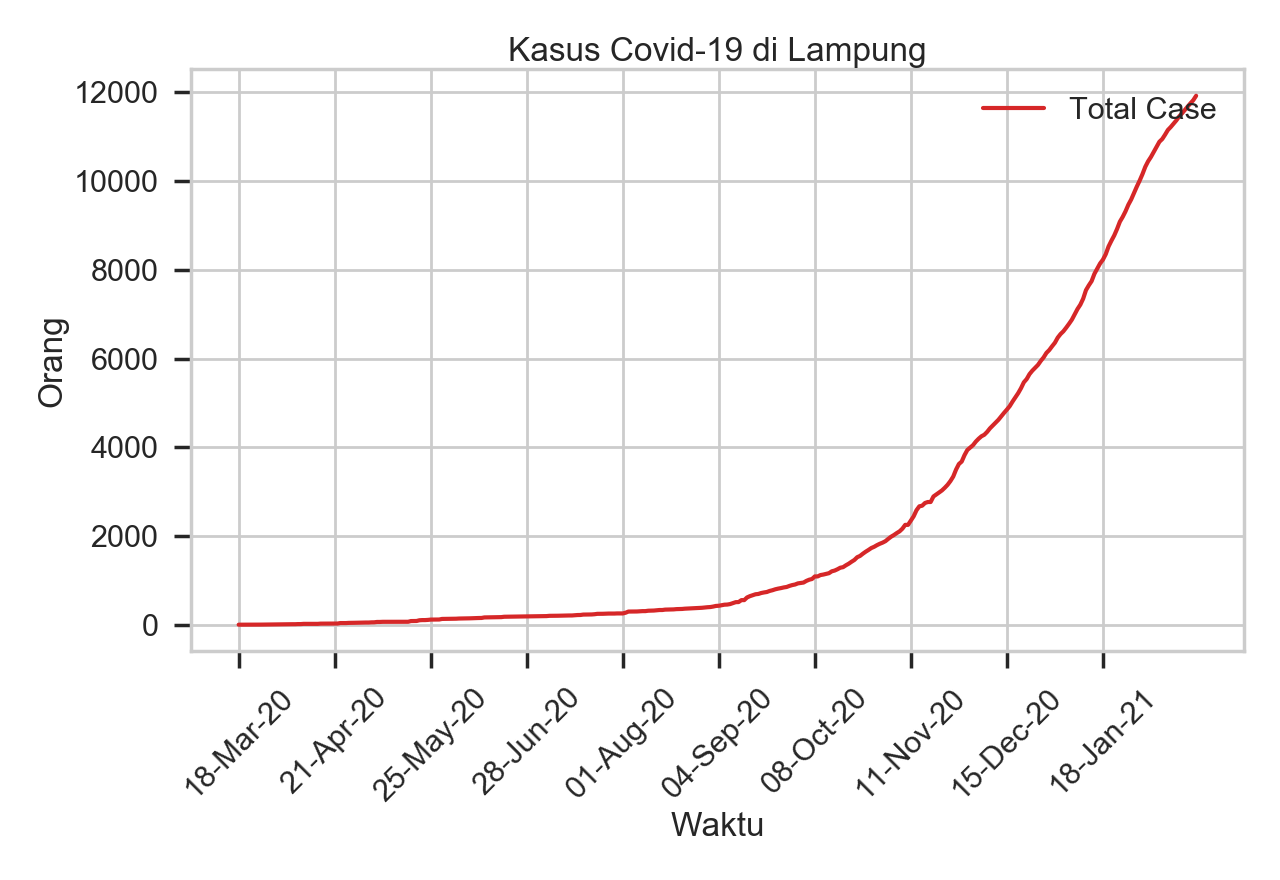 Kasus Covid-19 di Lampung
Total Case
12000
10000
8000
6000
4000
2000
0
Orang
18-Mar-20
21-Apr-20
25-May-20
28-Jun-20
01-Aug-20
04-Sep-20
08-Oct-20
11-Nov-20
15-Dec-20
18-Jan-21
Waktu